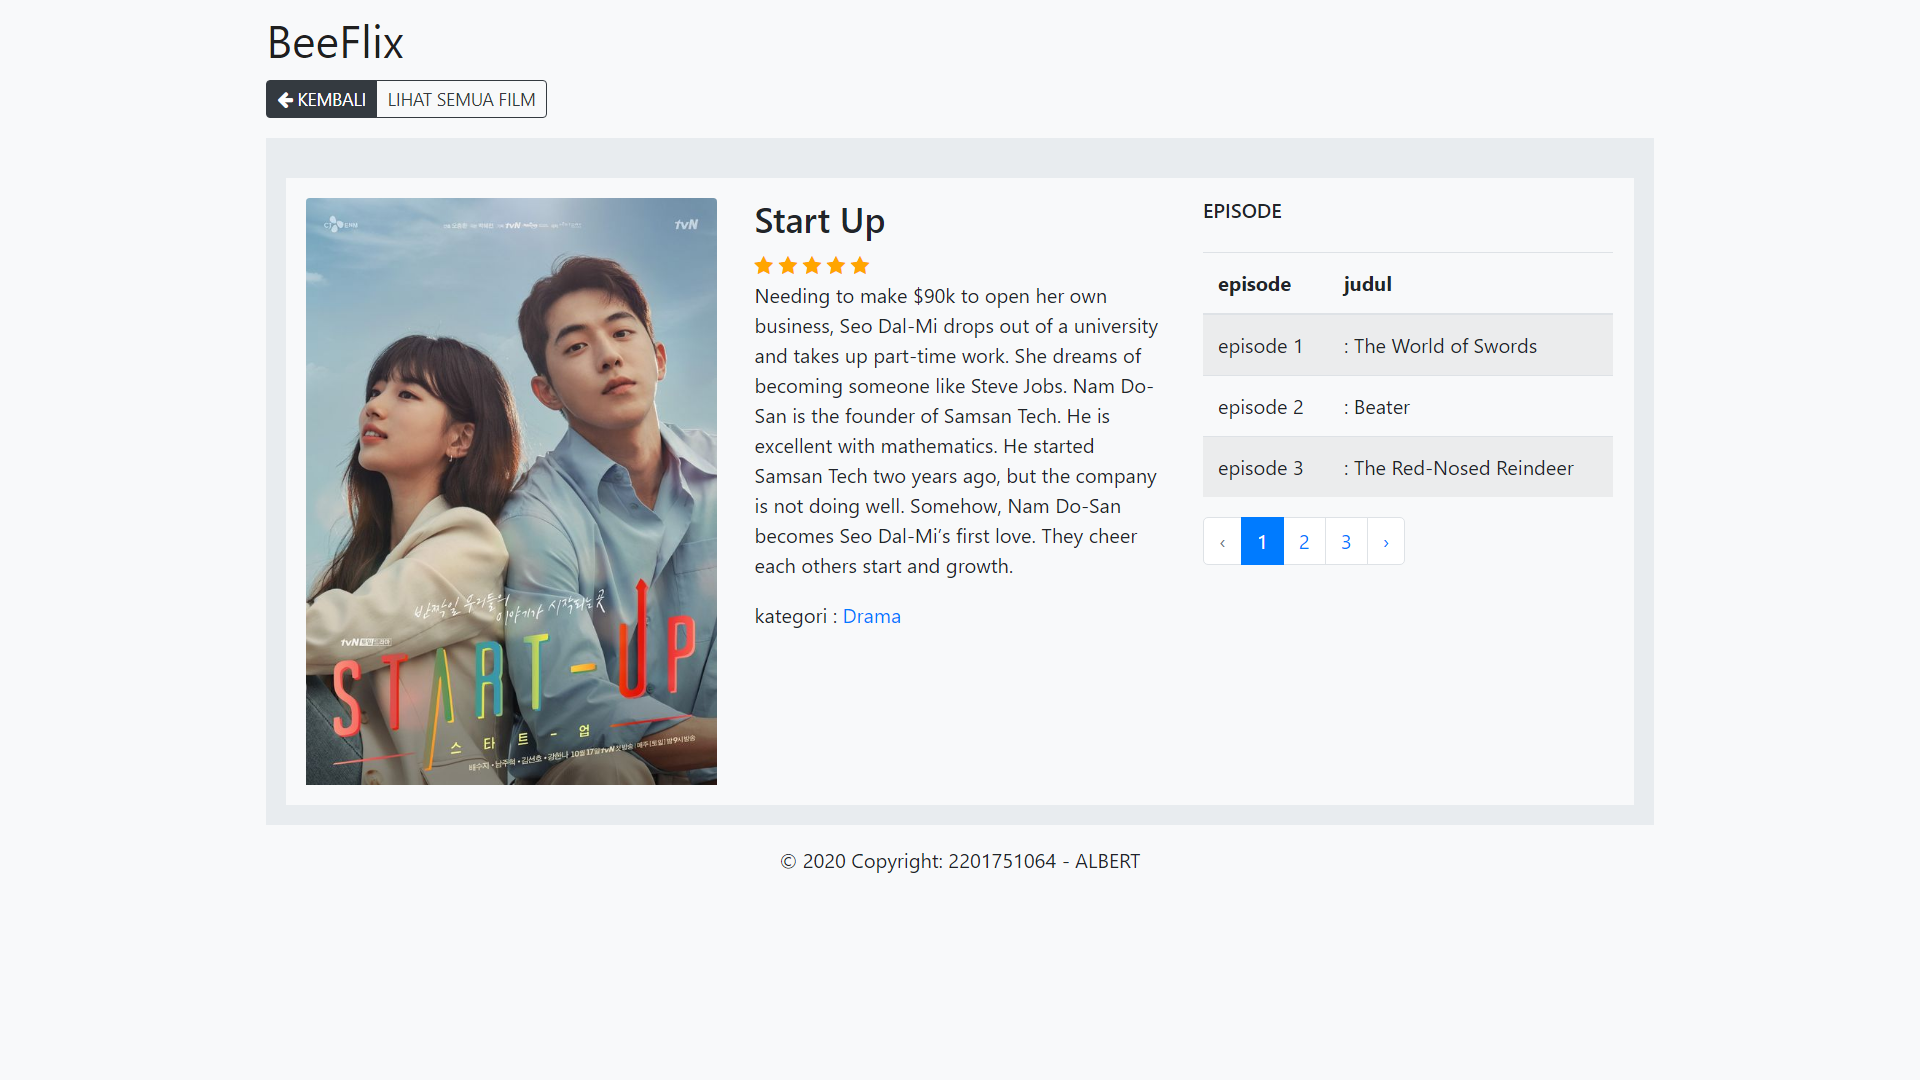 BeeFlix
KEMBALI LIHAT SEMUA FILM
tvN
tvN
반짝일 우리들의
이야기가 시작되는 곳
tvN 토일드라마
START-UP
스타트-업
배수지 • 남주혁 • 김선호 • 강한나 10월 17일 tvN 첫방송 | 매주 [토일] 밤9시 방송
Start Up
Needing to make $90k to open her own
business, Seo Dal-Mi drops out of a university
and takes up part-time work. She dreams of
becoming someone like Steve Jobs. Nam Do-
San is the founder of Samsan Tech. He is
excellent with mathematics. He started
Samsan Tech two years ago, but the company
is not doing well. Somehow, Nam Do-San
becomes Seo Dal-Mi’s first love. They cheer
each others start and growth.
kategori : Drama
EPISODE
episode judul
episode 1 : The World of Swords
episode 2 : Beater
episode 3 : The Red-Nosed Reindeer
‹ 1 2 3 ›
© 2020 Copyright: 2201751064 - ALBERT